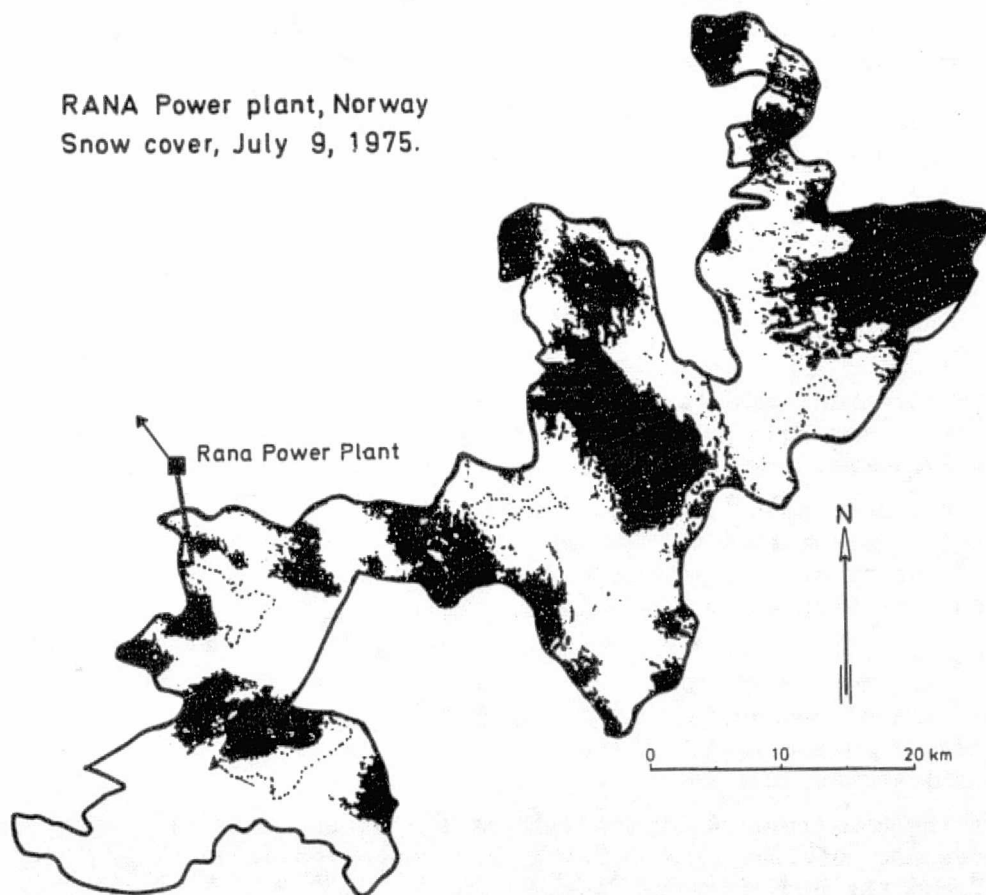 RANA Power plant, Norway
Snow cover, July 9, 1975.
Rana Power Plant
N
0 10 20 km